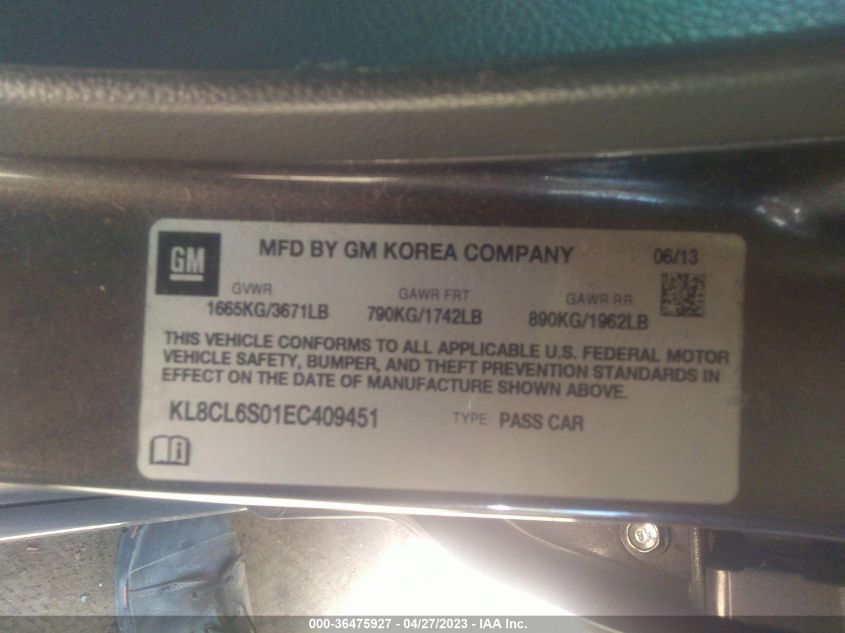 GM MFD BY GM KOREA COMPANY 06/13
GVWR GAWR FRT. GAWR RR.
1665KG/3671LB 790KG/1742LB 890KG/1962LB
THIS VEHICLE CONFORMS TO ALL APPLICABLE U.S. FEDERAL MOTOR
VEHICLE SAFETY, BUMPER, AND THEFT PREVENTION STANDARDS IN
EFFECT ON THE DATE OF MANUFACTURE SHOWN ABOVE.
KL8CL6S01EC409451 TYPE: PASS CAR
000-36475927 - 04/27/2023 - IAA Inc.